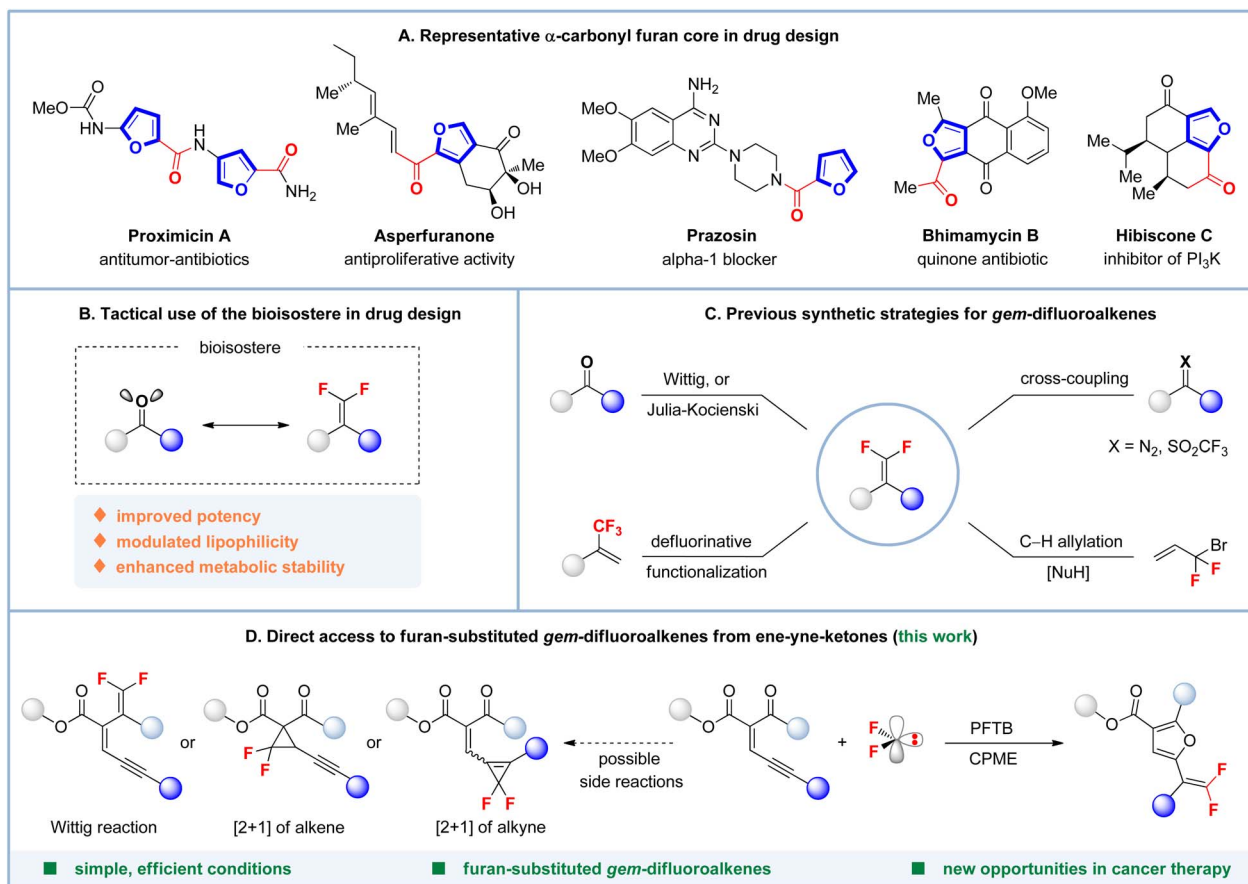 A. Representative α-carbonyl furan core in drug design
MeO
O
HN
O
O
H
N
O
O
NH2
Proximicin A
antitumor-antibiotics
Me
Me
O
O
O
Me
OH
OH
Asperfuranone
antiproliferative activity
NH2
MeO
MeO
N
N
N
N
O
O
Prazosin
alpha-1 blocker
Me
O
OMe
O
O
Me
O
Bhimamycin B
quinone antibiotic
O
O
Me
Me
Me
O
Hibiscone C
inhibitor of PI3K
B. Tactical use of the bioisostere in drug design
bioisostere
O
F F
improved potency
modulated lipophilicity
enhanced metabolic stability
C. Previous synthetic strategies for gem-difluoroalkenes
O
Wittig, or
Julia-Kocienski
cross-coupling
X
X = N2, SO2CF3
F F
CF3
defluorinative
functionalization
C–H allylation
[NuH]
Br
F
F
D. Direct access to furan-substituted gem-difluoroalkenes from ene-yne-ketones (this work)
O
F F
O
Wittig reaction
or
O O
O
F
F
[2+1] of alkene
or
O O
O
F F
[2+1] of alkyne
possible
side reactions
O O
O
+
F
F
PFTB
CPME
O
O
O
F
F
simple, efficient conditions
furan-substituted gem-difluoroalkenes
new opportunities in cancer therapy